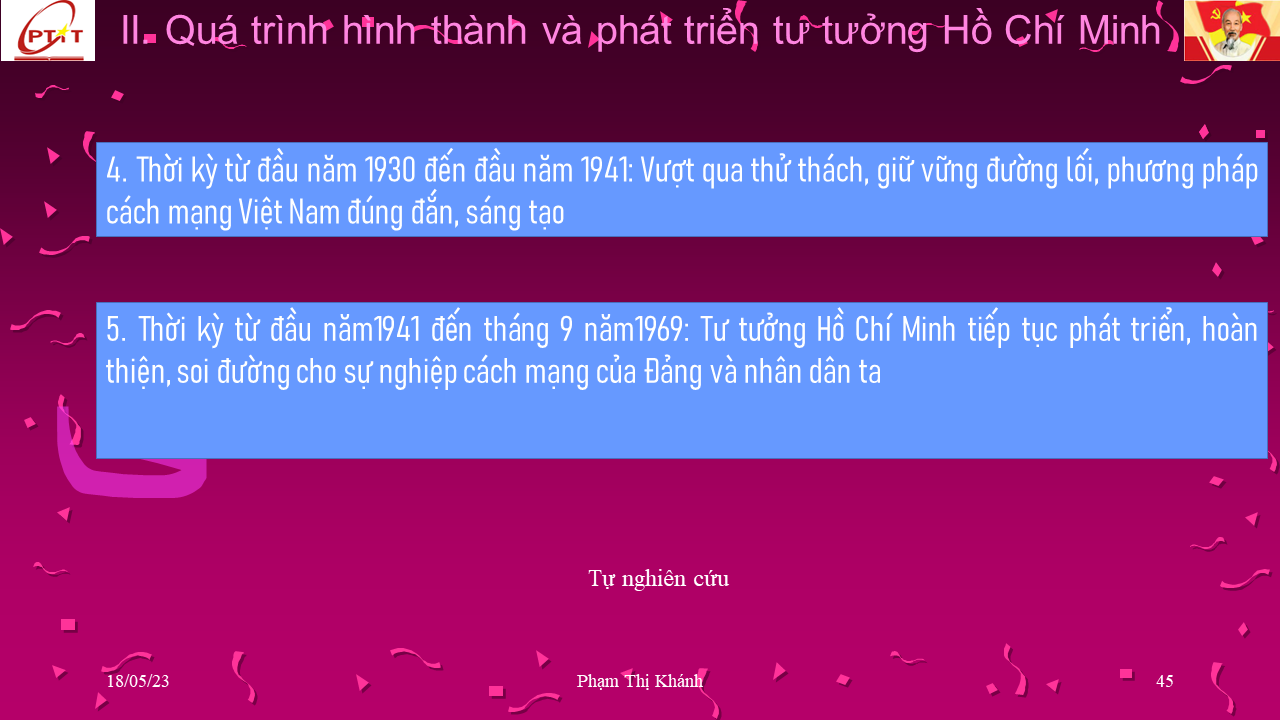 PTiT
II. Quá trình hình thành và phát triển tư tưởng Hồ Chí Minh
4. Thời kỳ từ đầu năm 1930 đến đầu năm 1941: Vượt qua thử thách, giữ vững đường lối, phương pháp
cách mạng Việt Nam đúng đắn, sáng tạo
5. Thời kỳ từ đầu năm1941 đến tháng 9 năm1969: Tư tưởng Hồ Chí Minh tiếp tục phát triển, hoàn
thiện, soi đường cho sự nghiệp cách mạng của Đảng và nhân dân ta
Tự nghiên cứu
18/05/23
Phạm Thị Khánh
45